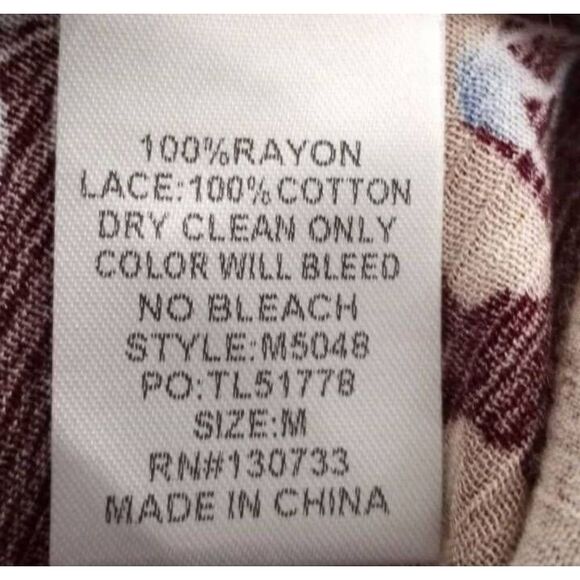 100%RAYON
LACE:100%COTTON
DRY CLEAN ONLY
COLOR WILL BLEED
NO BLEACH
STYLE:M5048
PO:TL51778
SIZE:M
RN#130733
MADE IN CHINA